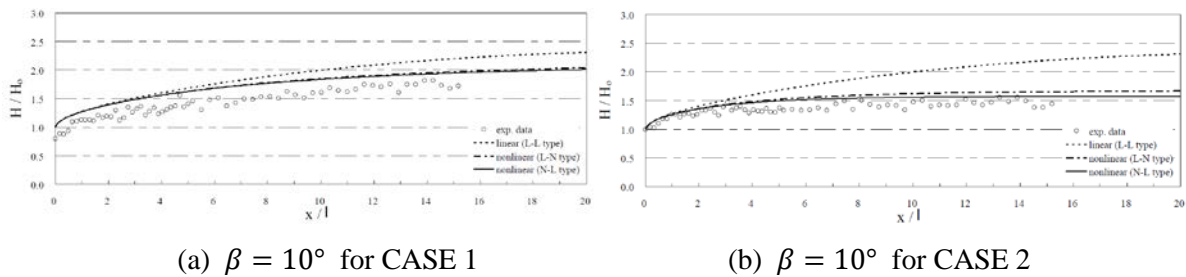 3.0
2.5
2.0
1.5
1.0
0.5
0.0
H / Hₒ
exp. data
linear (L-L type)
nonlinear (L-N type)
nonlinear (N-L type)
0 2 4 6 8 10 12 14 16 18 20
x / l
(a) β = 10° for CASE 1
3.0
2.5
2.0
1.5
1.0
0.5
0.0
H / Hₒ
exp. data
linear (L-L type)
nonlinear (L-N type)
nonlinear (N-L type)
0 2 4 6 8 10 12 14 16 18 20
x / l
(b) β = 10° for CASE 2